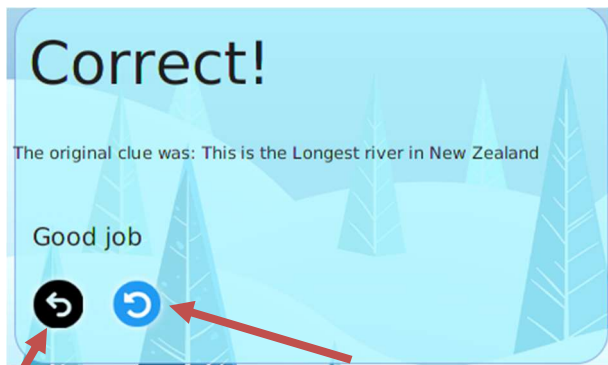 Correct!
The original clue was: This is the Longest river in New Zealand
Good job